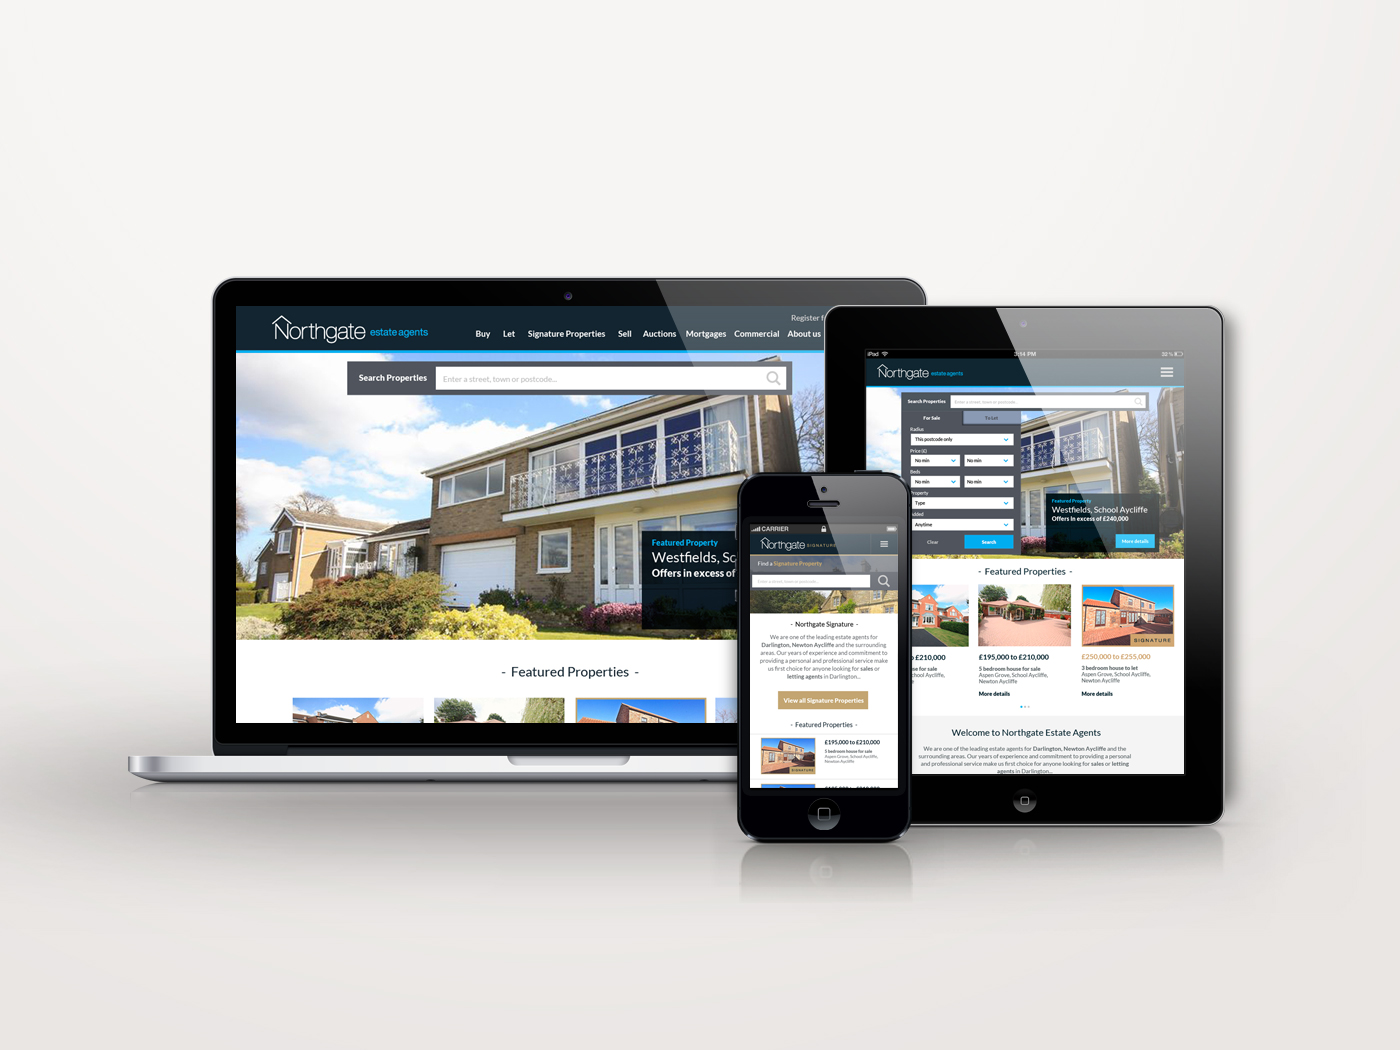 Northgate estate agents
Register f
Buy Let Signature Properties Sell Auctions Mortgages Commercial About us
Search Properties Enter a street, town or postcode...
Featured Property
Westfields, Sc
Offers in excess of
- Featured Properties -
CARRIER
Northgate SIGNATURE
Find a Signature Property
Enter a street, town or postcode...
- Northgate Signature -
We are one of the leading estate agents for
Darlington, Newton Aycliffe and the surrounding
areas. Our years of experience and commitment to
providing a personal and professional service make
us first choice for anyone looking for sales or
letting agents in Darlington...
View all Signature Properties
- Featured Properties -
£195,000 to £210,000
5 bedroom house for sale
Aspen Grove, School Aycliffe,
Newton Aycliffe
SIGNATURE
iPod 3:14 PM 32 %
Northgate estate agents
Search Properties Enter a street, town or postcode...
For Sale To Let
Radius
This postcode only
Price (£)
No min No min
Beds
No min No min
Property
Type
Added
Anytime
Clear Search
Featured Property
Westfields, School Aycliffe
Offers in excess of £240,000
More details
- Featured Properties -
SIGNATURE
to £210,000 £195,000 to £210,000 £250,000 to £255,000
se for sale 5 bedroom house for sale 3 bedroom house to let
chool Aycliffe, Aspen Grove, School Aycliffe, Aspen Grove, School Aycliffe,
Newton Aycliffe Newton Aycliffe
More details More details
Welcome to Northgate Estate Agents
We are one of the leading estate agents for Darlington, Newton Aycliffe and the
surrounding areas. Our years of experience and commitment to providing a personal
and professional service make us first choice for anyone looking for sales or letting
agents in Darlington...